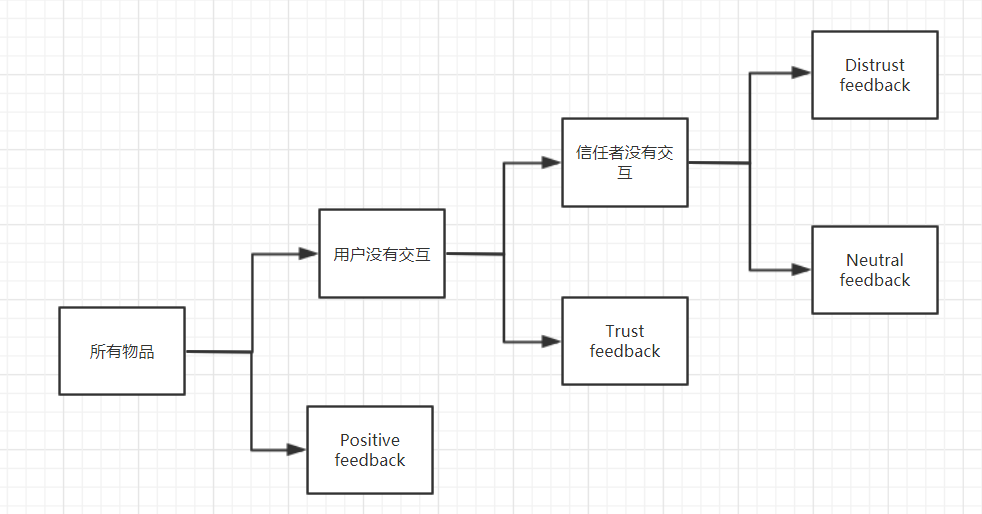 所有物品
用户没有交互
Positive
feedback
信任者没有交
互
Trust
feedback
Distrust
feedback
Neutral
feedback